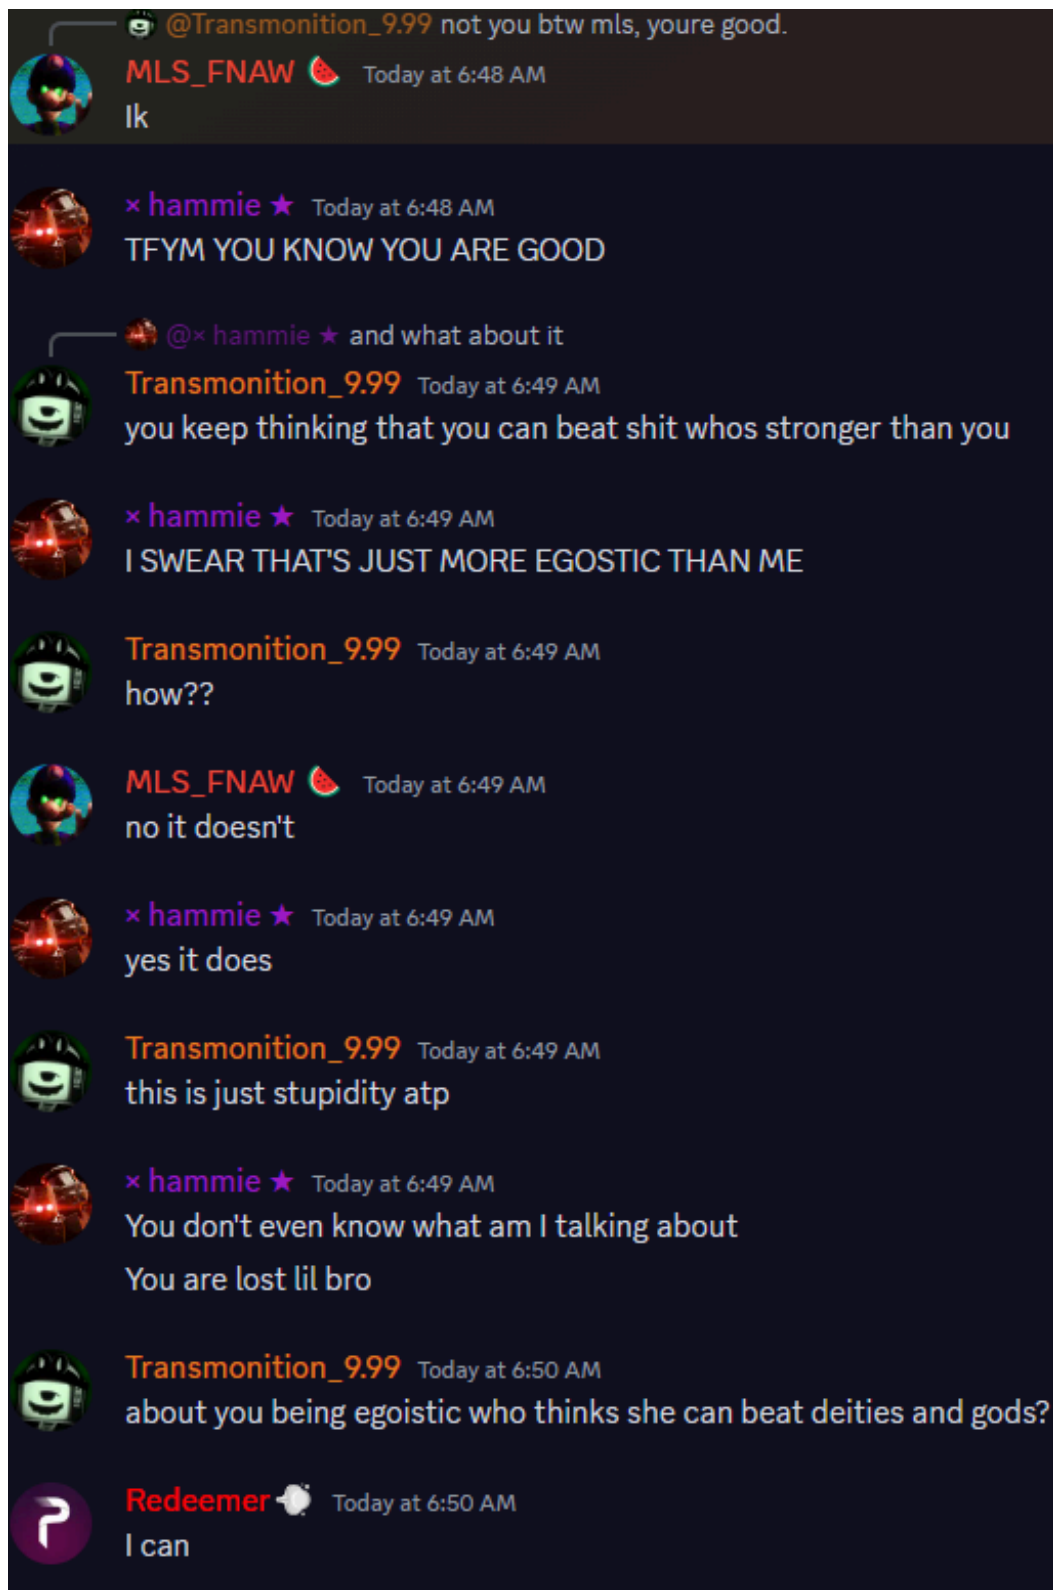 @Transmonition_9.99 not you btw mls, youre good.
MLS_FNAW 🍉 Today at 6:48 AM
Ik
× hammie ★ Today at 6:48 AM
TFYM YOU KNOW YOU ARE GOOD
@× hammie ★ and what about it
Transmonition_9.99 Today at 6:49 AM
you keep thinking that you can beat shit whos stronger than you
× hammie ★ Today at 6:49 AM
I SWEAR THAT'S JUST MORE EGOSTIC THAN ME
Transmonition_9.99 Today at 6:49 AM
how??
MLS_FNAW 🍉 Today at 6:49 AM
no it doesn't
× hammie ★ Today at 6:49 AM
yes it does
Transmonition_9.99 Today at 6:49 AM
this is just stupidity atp
× hammie ★ Today at 6:49 AM
You don't even know what am I talking about
You are lost lil bro
Transmonition_9.99 Today at 6:50 AM
about you being egoistic who thinks she can beat deities and gods?
Redeemer Today at 6:50 AM
I can